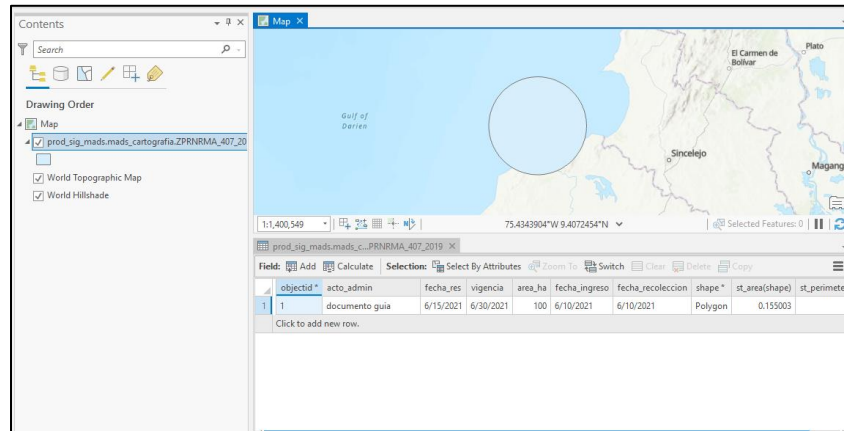 Contents
Search
Drawing Order
Map
prod_sig_mads.mads_cartografia.ZPRNRMA_407_20
World Topographic Map
World Hillshade
Map
Gulf of
Darien
El Carmen de
Bolívar
Plato
Sincelejo
Magang
1:1,400,549
75.4343904°W 9.4072454°N
Selected Features: 0
prod_sig_mads.mads_c...PRNRMA_407_2019
Field: Add Calculate Selection: Select By Attributes Zoom To Switch Clear Delete Copy
objectid * acto_admin fecha_res vigencia area_ha fecha_ingreso fecha_recoleccion shape * st_area(shape) st_perimete
1 1 documento guia 6/15/2021 6/30/2021 100 6/10/2021 6/10/2021 Polygon 0.155003
Click to add new row.